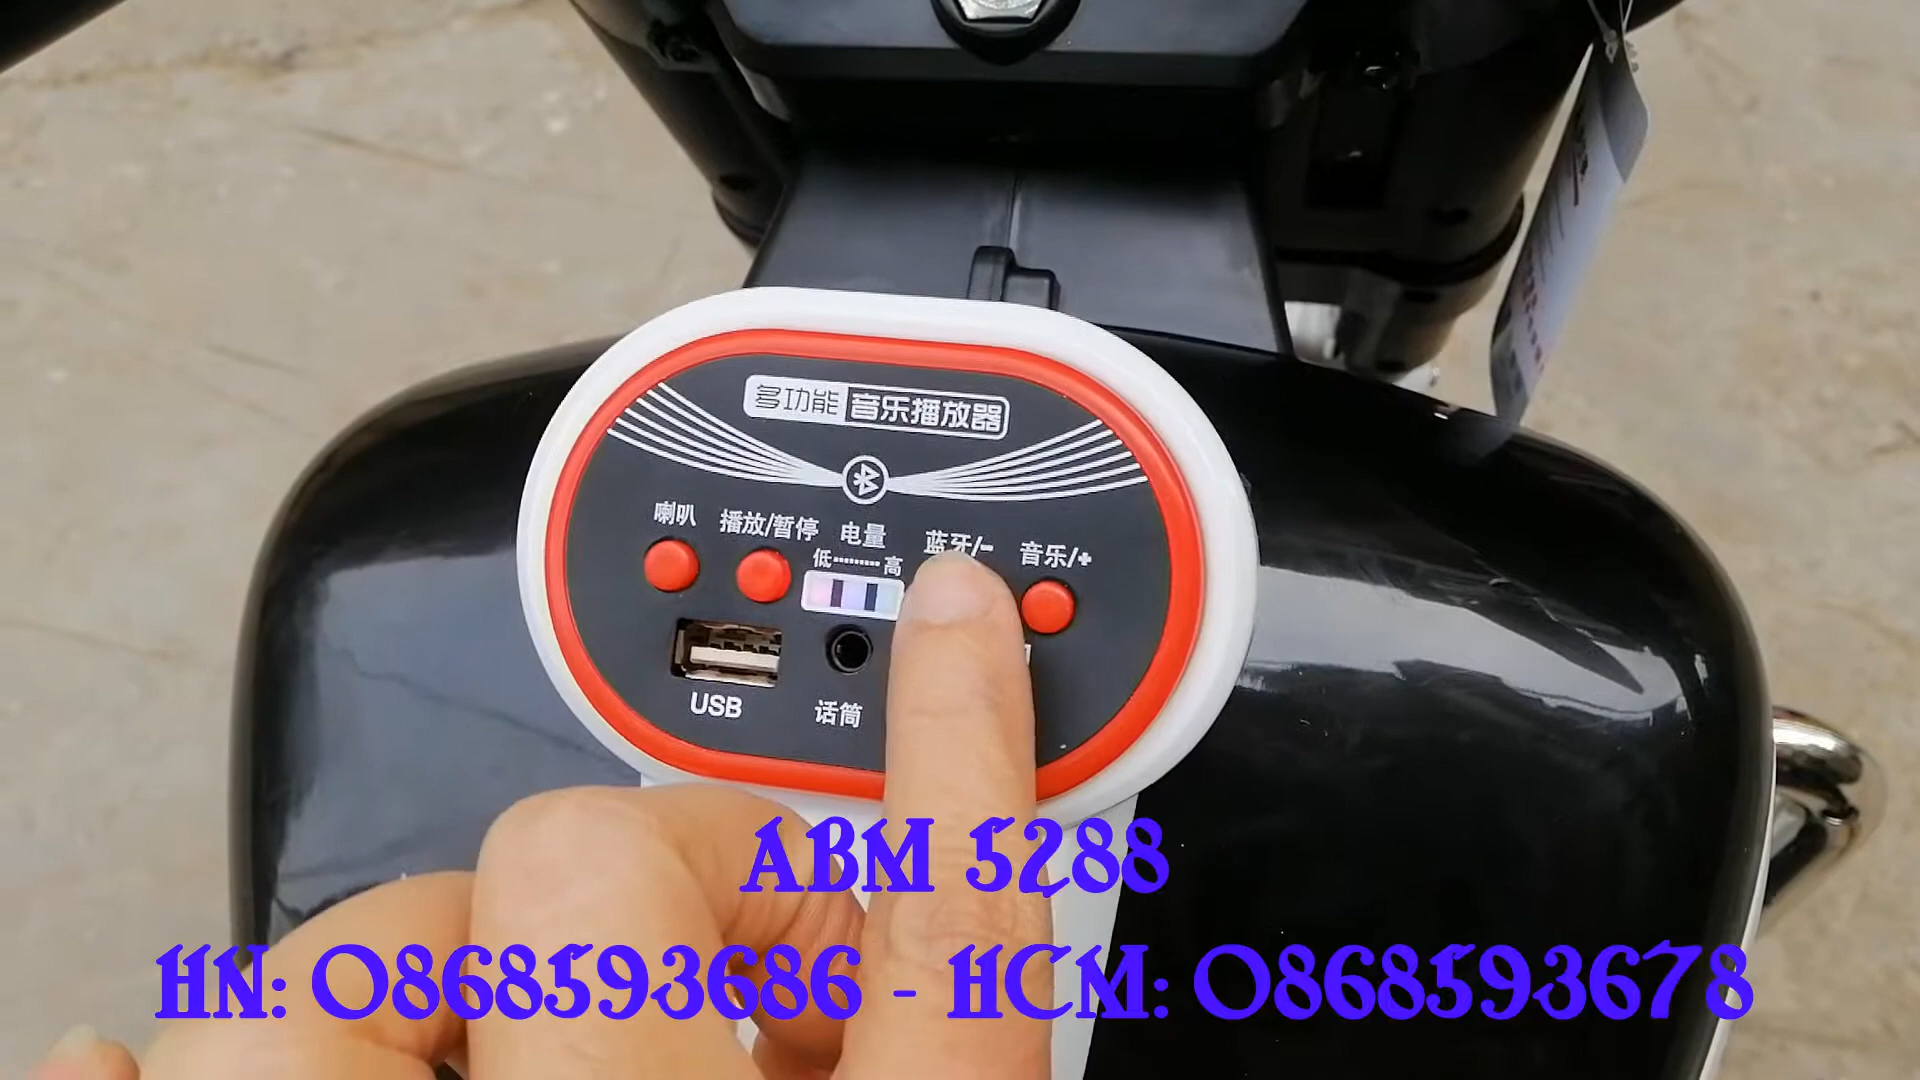 多功能 音乐播放器
喇叭 播放/暂停 电量 蓝牙/- 音乐/+
低---------高
USB
话筒
ABM 5288
HN: 0868593686 - HCM: 0868593678